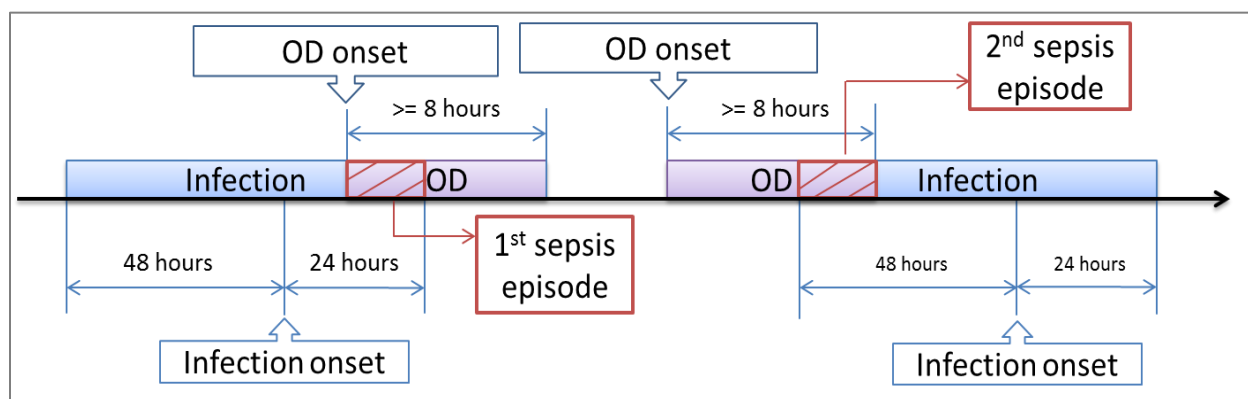 OD onset
OD onset
2nd sepsis
episode
>= 8 hours
>= 8 hours
Infection
OD
OD
Infection
1st sepsis
episode
48 hours
24 hours
48 hours
24 hours
Infection onset
Infection onset